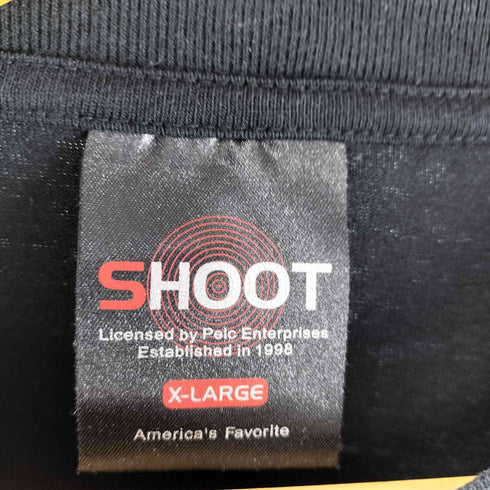 SHOOT
Licensed by Pelc Enterprises
Established in 1998
X-LARGE
America's Favorite